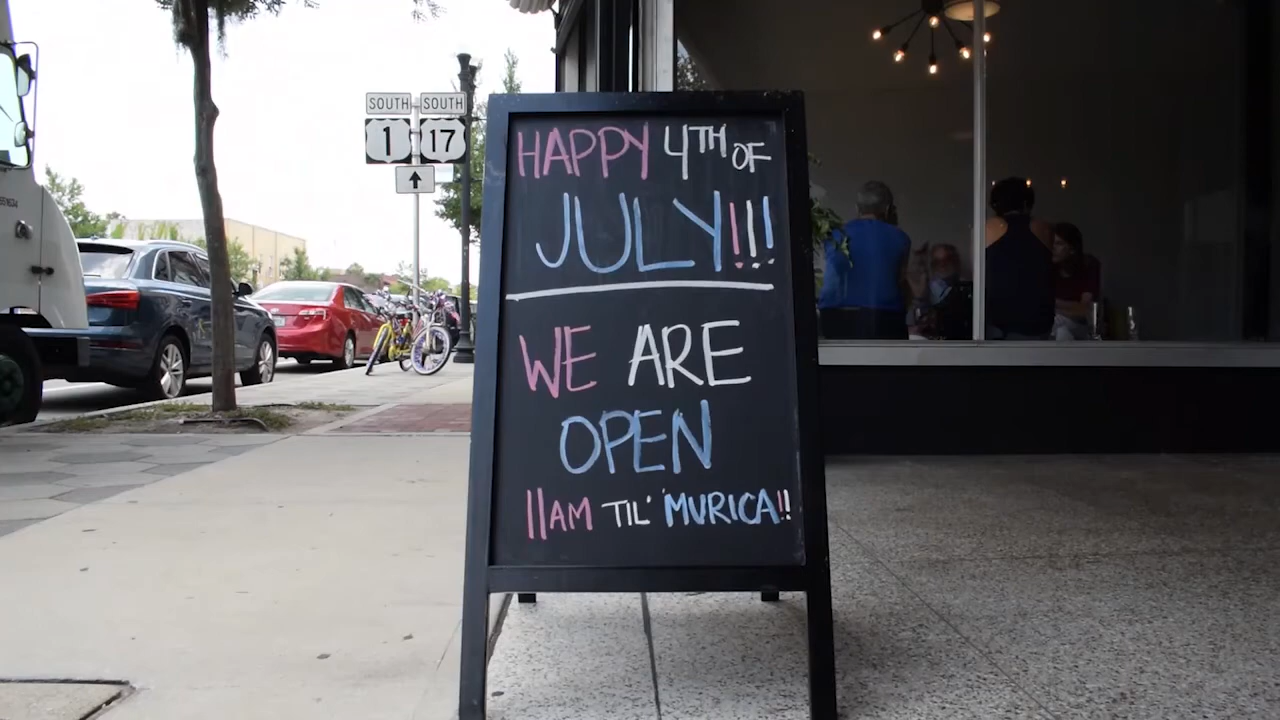 SOUTH SOUTH
1 17
HAPPY 4TH OF
JULY!!!
WE ARE
OPEN
11AM TIL' 'MURICA!!